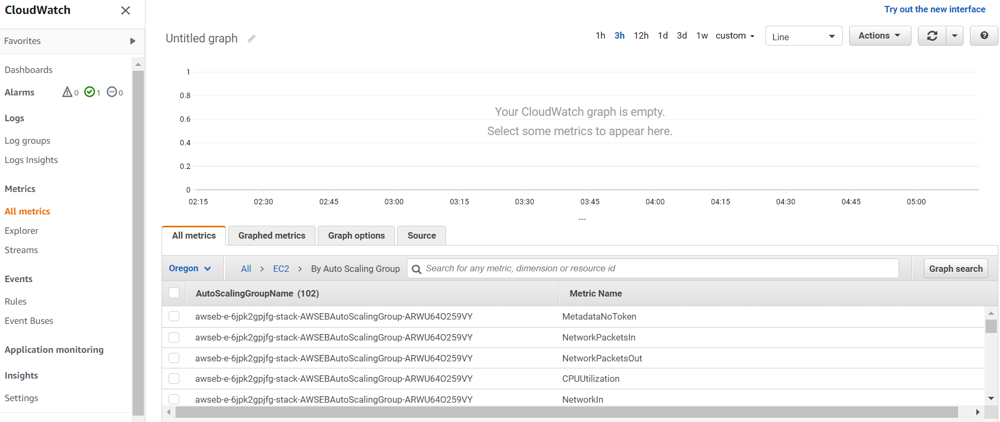 CloudWatch
Favorites
Dashboards
Alarms 0 1 0
Logs
Log groups
Logs Insights
Metrics
All metrics
Explorer
Streams
Events
Rules
Event Buses
Application monitoring
Insights
Settings
Try out the new interface
Untitled graph
1h 3h 12h 1d 3d 1w custom Line Actions
1
0.8
0.6
0.4
0.2
0
Your CloudWatch graph is empty.
Select some metrics to appear here.
02:15 02:30 02:45 03:00 03:15 03:30 03:45 04:00 04:15 04:30 04:45 05:00
All metrics Graphed metrics Graph options Source
Oregon All > EC2 > By Auto Scaling Group Search for any metric, dimension or resource id Graph search
AutoScalingGroupName (102) Metric Name
awseb-e-6jpk2gpjfg-stack-AWSEBAutoScalingGroup-ARWU64O259VY MetadataNoToken
awseb-e-6jpk2gpjfg-stack-AWSEBAutoScalingGroup-ARWU64O259VY NetworkPacketsIn
awseb-e-6jpk2gpjfg-stack-AWSEBAutoScalingGroup-ARWU64O259VY NetworkPacketsOut
awseb-e-6jpk2gpjfg-stack-AWSEBAutoScalingGroup-ARWU64O259VY CPUUtilization
awseb-e-6jpk2gpjfg-stack-AWSEBAutoScalingGroup-ARWU64O259VY NetworkIn